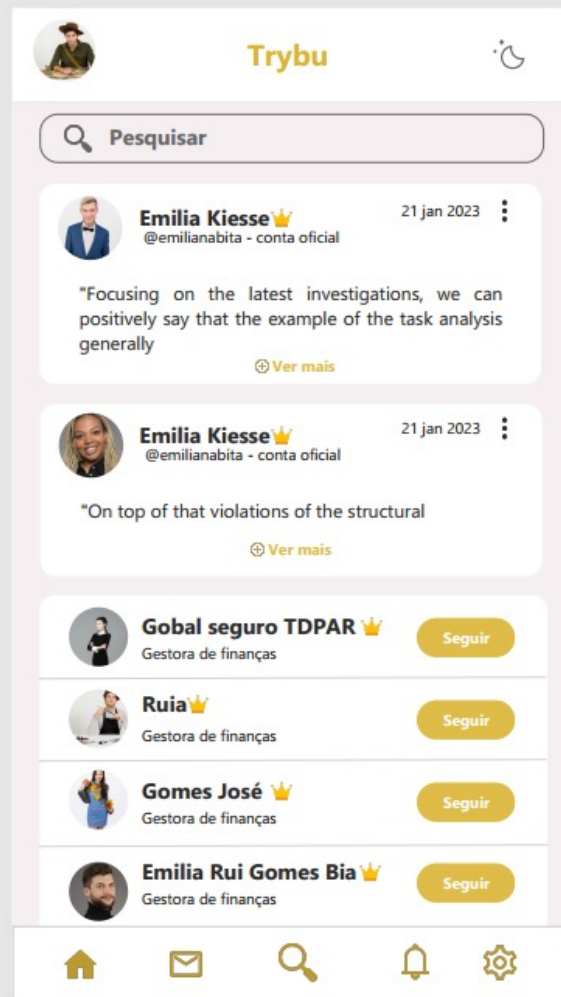 Trybu
Pesquisar
Emilia Kiesse
21 jan 2023
@emilianabita - conta oficial
"Focusing on the latest investigations, we can
positively say that the example of the task analysis
generally
Ver mais
Emilia Kiesse
21 jan 2023
@emilianabita - conta oficial
"On top of that violations of the structural
Ver mais
Gobal seguro TDPAR
Gestora de finanças
Seguir
Ruia
Gestora de finanças
Seguir
Gomes José
Gestora de finanças
Seguir
Emilia Rui Gomes Bia
Gestora de finanças
Seguir